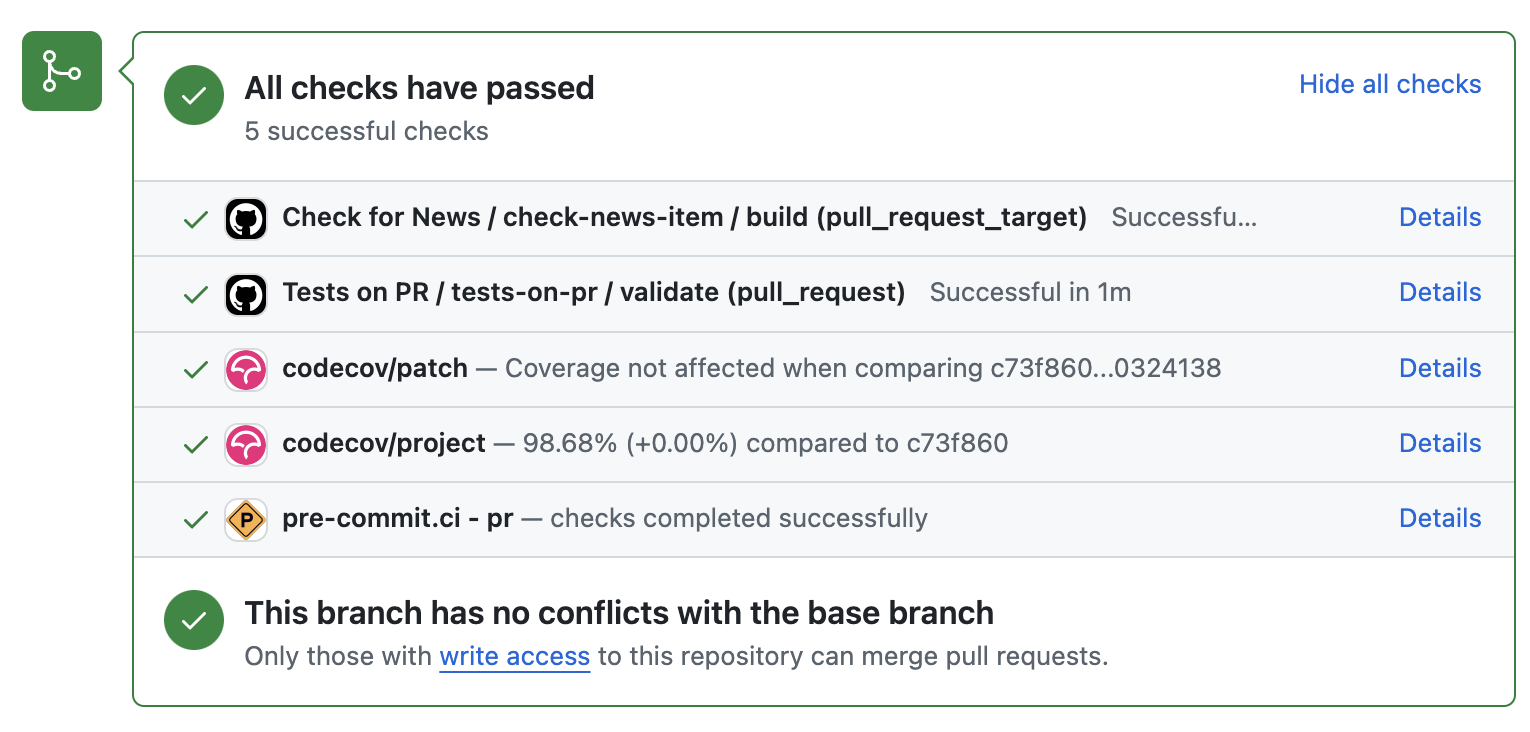 All checks have passed
Hide all checks
5 successful checks
Check for News / check-news-item / build (pull_request_target) Successfu... Details
Tests on PR / tests-on-pr / validate (pull_request) Successful in 1m Details
codecov/patch — Coverage not affected when comparing c73f860...0324138 Details
codecov/project — 98.68% (+0.00%) compared to c73f860 Details
P pre-commit.ci - pr — checks completed successfully Details
This branch has no conflicts with the base branch
Only those with write access to this repository can merge pull requests.